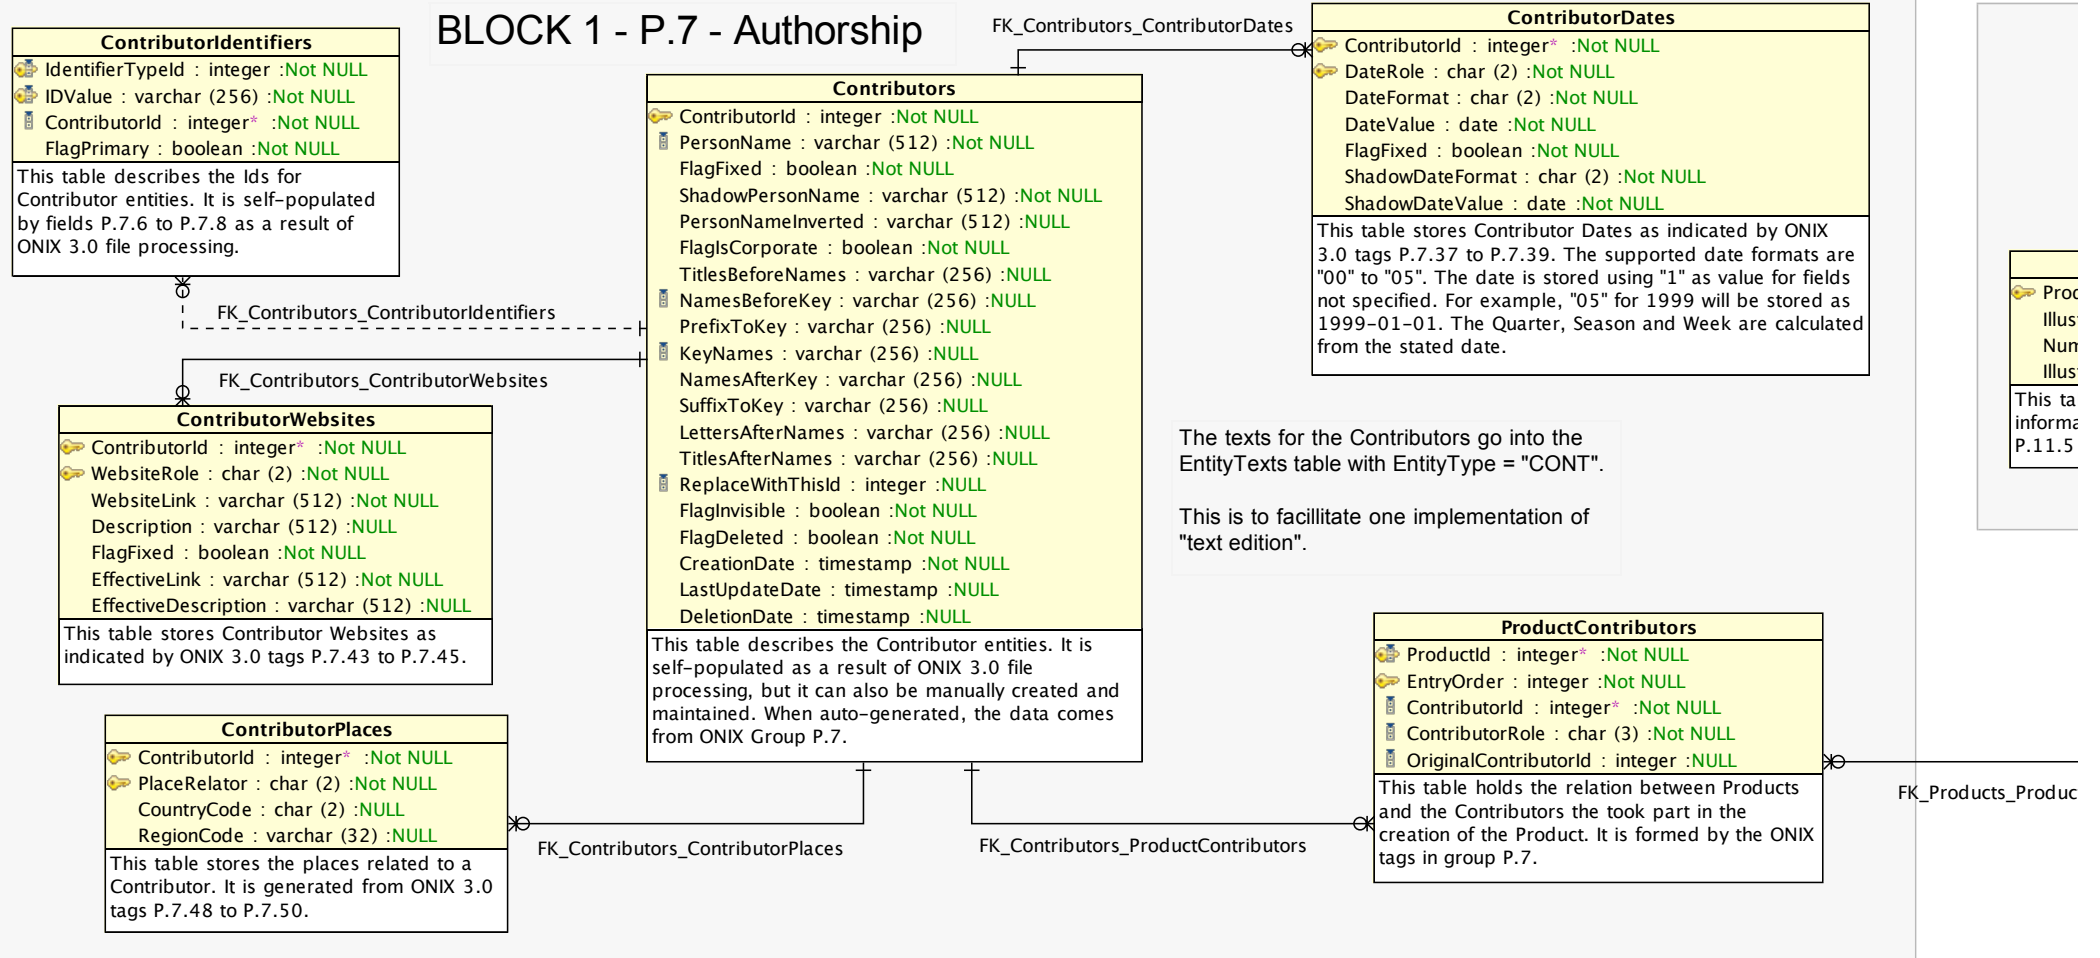 BLOCK 1 - P.7 - Authorship
ContributorIdentifiers
IdentifierTypeId : integer :Not NULL
IDValue : varchar (256) :Not NULL
ContributorId : integer* :Not NULL
FlagPrimary : boolean :Not NULL
This table describes the Ids for
Contributor entities. It is self-populated
by fields P.7.6 to P.7.8 as a result of
ONIX 3.0 file processing.
FK_Contributors_ContributorIdentifiers
FK_Contributors_ContributorWebsites
ContributorWebsites
ContributorId : integer* :Not NULL
WebsiteRole : char (2) :Not NULL
WebsiteLink : varchar (512) :Not NULL
Description : varchar (512) :NULL
FlagFixed : boolean :Not NULL
EffectiveLink : varchar (512) :Not NULL
EffectiveDescription : varchar (512) :NULL
This table stores Contributor Websites as
indicated by ONIX 3.0 tags P.7.43 to P.7.45.
ContributorPlaces
ContributorId : integer* :Not NULL
PlaceRelator : char (2) :Not NULL
CountryCode : char (2) :NULL
RegionCode : varchar (32) :NULL
This table stores the places related to a
Contributor. It is generated from ONIX 3.0
tags P.7.48 to P.7.50.
FK_Contributors_ContributorPlaces
Contributors
ContributorId : integer :Not NULL
PersonName : varchar (512) :Not NULL
FlagFixed : boolean :Not NULL
ShadowPersonName : varchar (512) :Not NULL
PersonNameInverted : varchar (512) :NULL
FlagIsCorporate : boolean :Not NULL
TitlesBeforeNames : varchar (256) :NULL
NamesBeforeKey : varchar (256) :NULL
PrefixToKey : varchar (256) :NULL
KeyNames : varchar (256) :NULL
NamesAfterKey : varchar (256) :NULL
SuffixToKey : varchar (256) :NULL
LettersAfterNames : varchar (256) :NULL
TitlesAfterNames : varchar (256) :NULL
ReplaceWithThisId : integer :NULL
FlagInvisible : boolean :Not NULL
FlagDeleted : boolean :Not NULL
CreationDate : timestamp :Not NULL
LastUpdateDate : timestamp :NULL
DeletionDate : timestamp :NULL
This table describes the Contributor entities. It is
self-populated as a result of ONIX 3.0 file
processing, but it can also be manually created and
maintained. When auto-generated, the data comes
from ONIX Group P.7.
FK_Contributors_ContributorDates
ContributorDates
ContributorId : integer* :Not NULL
DateRole : char (2) :Not NULL
DateFormat : char (2) :Not NULL
DateValue : date :Not NULL
FlagFixed : boolean :Not NULL
ShadowDateFormat : char (2) :Not NULL
ShadowDateValue : date :Not NULL
This table stores Contributor Dates as indicated by ONIX
3.0 tags P.7.37 to P.7.39. The supported date formats are
"00" to "05". The date is stored using "1" as value for fields
not specified. For example, "05" for 1999 will be stored as
1999-01-01. The Quarter, Season and Week are calculated
from the stated date.
The texts for the Contributors go into the
EntityTexts table with EntityType = "CONT".
This is to facillitate one implementation of
"text edition".
FK_Contributors_ProductContributors
ProductContributors
ProductId : integer* :Not NULL
EntryOrder : integer :Not NULL
ContributorId : integer* :Not NULL
ContributorRole : char (3) :Not NULL
OriginalContributorId : integer :NULL
This table holds the relation between Products
and the Contributors the took part in the
creation of the Product. It is formed by the ONIX
tags in group P.7.
FK_Products_Produc
Prod
Illus
Num
Illus
This ta
informa
P.11.5